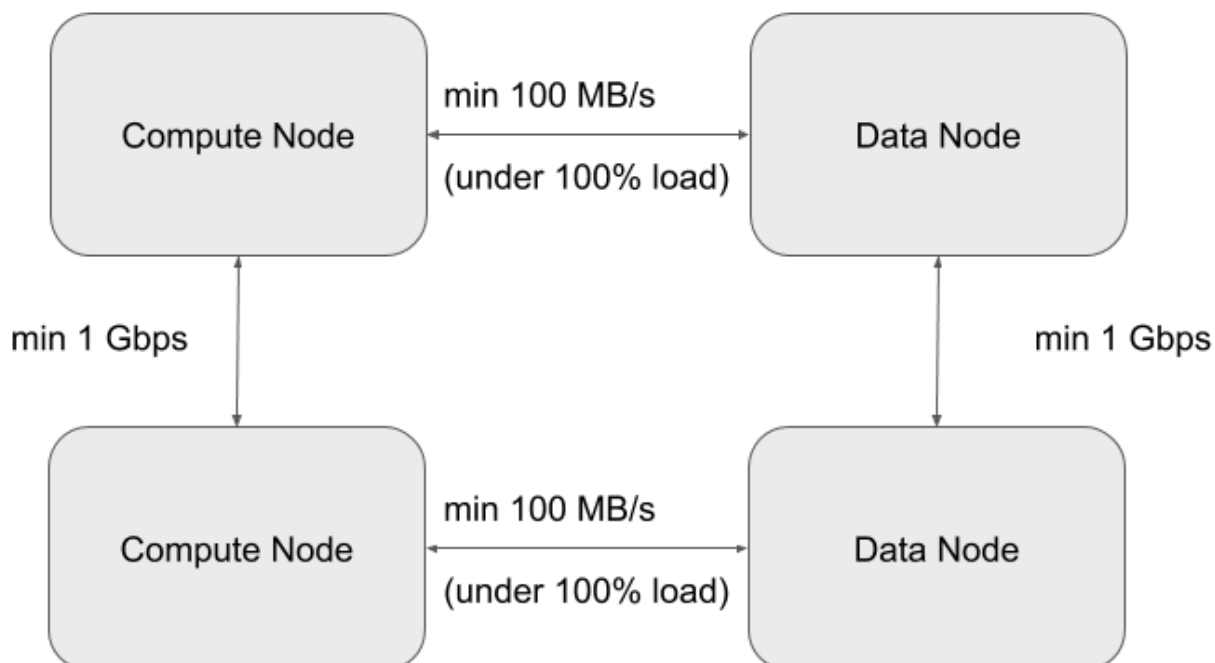 min 100 MB/s
Compute Node
Data Node
(under 100% load)
min 1 Gbps
min 1 Gbps
min 100 MB/s
Compute Node
Data Node
(under 100% load)